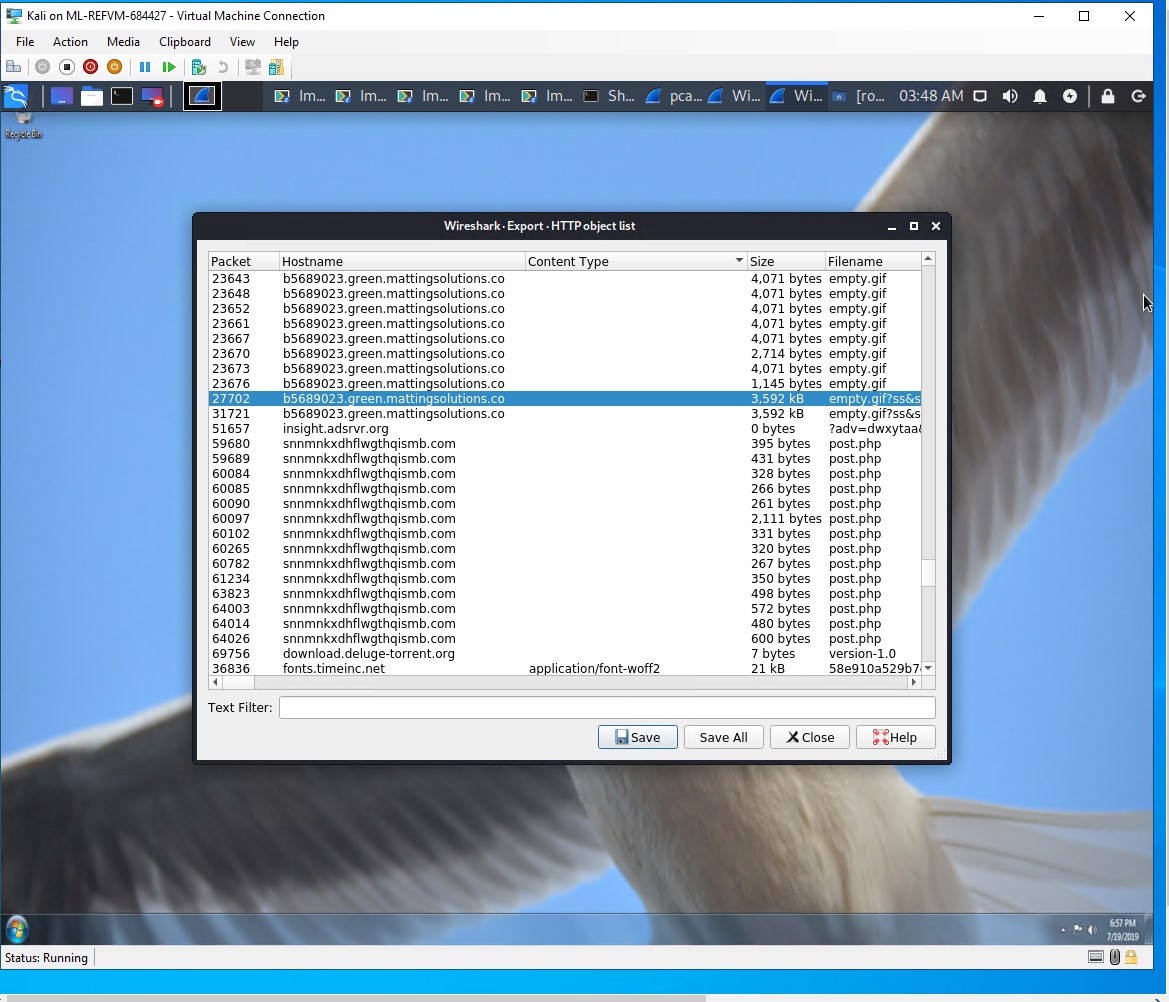 Kali on ML-REFVM-684427 - Virtual Machine Connection
File Action Media Clipboard View Help
Im... Im... Im... Im... Im... Sh... pca... Wi... Wi... [ro... 03:48 AM
Recycle Bin
Wireshark · Export · HTTP object list
Packet Hostname Content Type Size Filename
23643 b5689023.green.mattingsolutions.co 4,071 bytes empty.gif
23648 b5689023.green.mattingsolutions.co 4,071 bytes empty.gif
23652 b5689023.green.mattingsolutions.co 4,071 bytes empty.gif
23661 b5689023.green.mattingsolutions.co 4,071 bytes empty.gif
23667 b5689023.green.mattingsolutions.co 4,071 bytes empty.gif
23670 b5689023.green.mattingsolutions.co 2,714 bytes empty.gif
23673 b5689023.green.mattingsolutions.co 4,071 bytes empty.gif
23676 b5689023.green.mattingsolutions.co 1,145 bytes empty.gif
27702 b5689023.green.mattingsolutions.co 3,592 kB empty.gif?ss&s
31721 b5689023.green.mattingsolutions.co 3,592 kB empty.gif?ss&s
51657 insight.adsrvr.org 0 bytes ?adv=dwxytaa&
59680 snnmnkxdhflwgthqismb.com 395 bytes post.php
59689 snnmnkxdhflwgthqismb.com 431 bytes post.php
60084 snnmnkxdhflwgthqismb.com 328 bytes post.php
60085 snnmnkxdhflwgthqismb.com 266 bytes post.php
60090 snnmnkxdhflwgthqismb.com 261 bytes post.php
60097 snnmnkxdhflwgthqismb.com 2,111 bytes post.php
60102 snnmnkxdhflwgthqismb.com 331 bytes post.php
60265 snnmnkxdhflwgthqismb.com 320 bytes post.php
60782 snnmnkxdhflwgthqismb.com 267 bytes post.php
61234 snnmnkxdhflwgthqismb.com 350 bytes post.php
63823 snnmnkxdhflwgthqismb.com 498 bytes post.php
64003 snnmnkxdhflwgthqismb.com 572 bytes post.php
64014 snnmnkxdhflwgthqismb.com 480 bytes post.php
64026 snnmnkxdhflwgthqismb.com 600 bytes post.php
69756 download.deluge-torrent.org 7 bytes version-1.0
36836 fonts.timeinc.net application/font-woff2 21 kB 58e910a529b7
Text Filter:
Save Save All Close Help
6:57 PM
7/19/2019
Status: Running